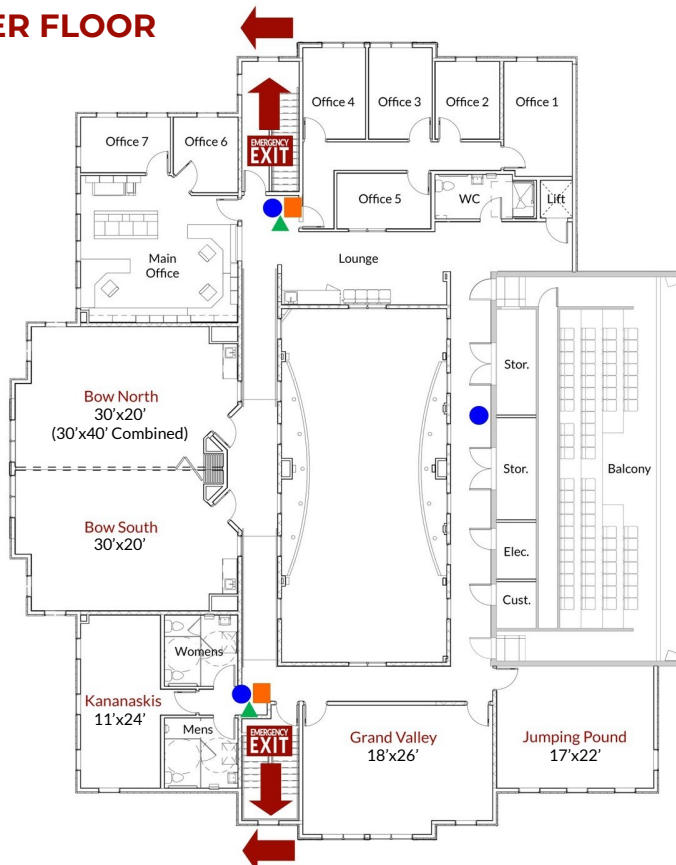 ER FLOOR
Office 4
Office 3
Office 2
Office 1
Office 7
Office 6
EMERGENCY
EXIT
Office 5
WC
Lift
Main
Office
Lounge
Stor.
Bow North
30'x20'
(30'x40' Combined)
Stor.
Balcony
Bow South
30'x20'
Elec.
Cust.
Womens
Kananaskis
11'x24'
Mens
EMERGENCY
EXIT
Grand Valley
18'x26'
Jumping Pound
17'x22'